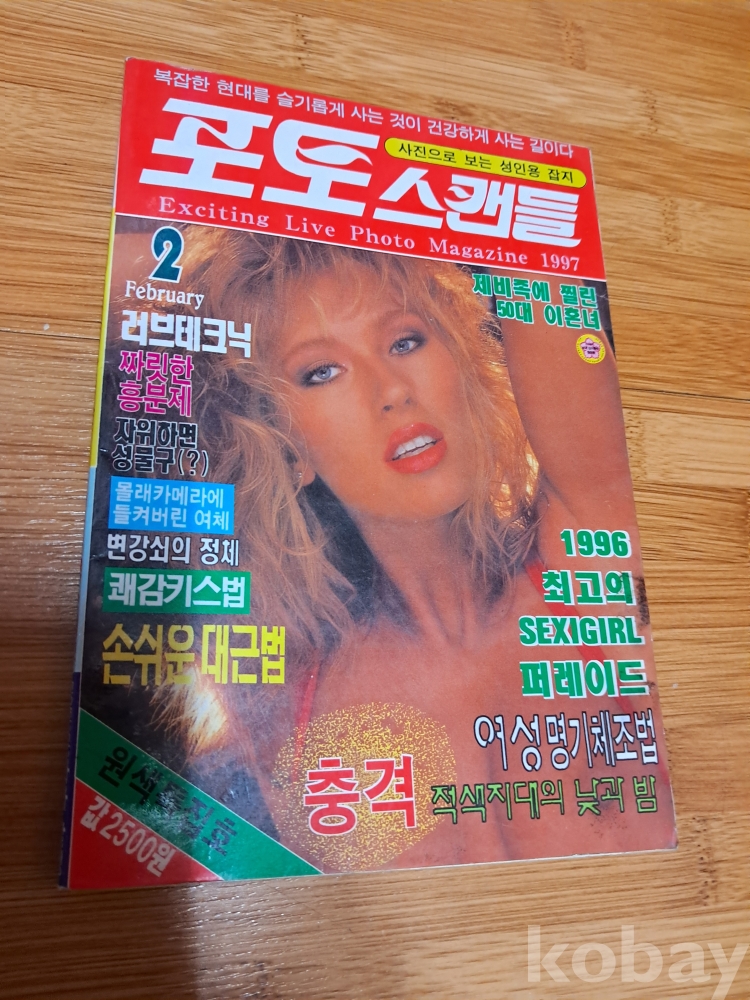 복잡한 현대를 슬기롭게 사는 것이 건강하게 사는 길이다
포토스캔들
사진으로 보는 성인용 잡지
Exciting Live Photo Magazine 1997
2
February
제비족에 찔린
50대 이혼녀
러브테크닉
짜릿한
흥분제
자위하면
성불구(?)
몰래카메라에
들켜버린 여체
변강쇠의 정체
쾌감키스법
손쉬운 대근법
1996
최고의
SEXIGIRL
퍼레이드
여성명기체조법
충격 적색지대의 낮과 밤
원색
값 2500원
kobay